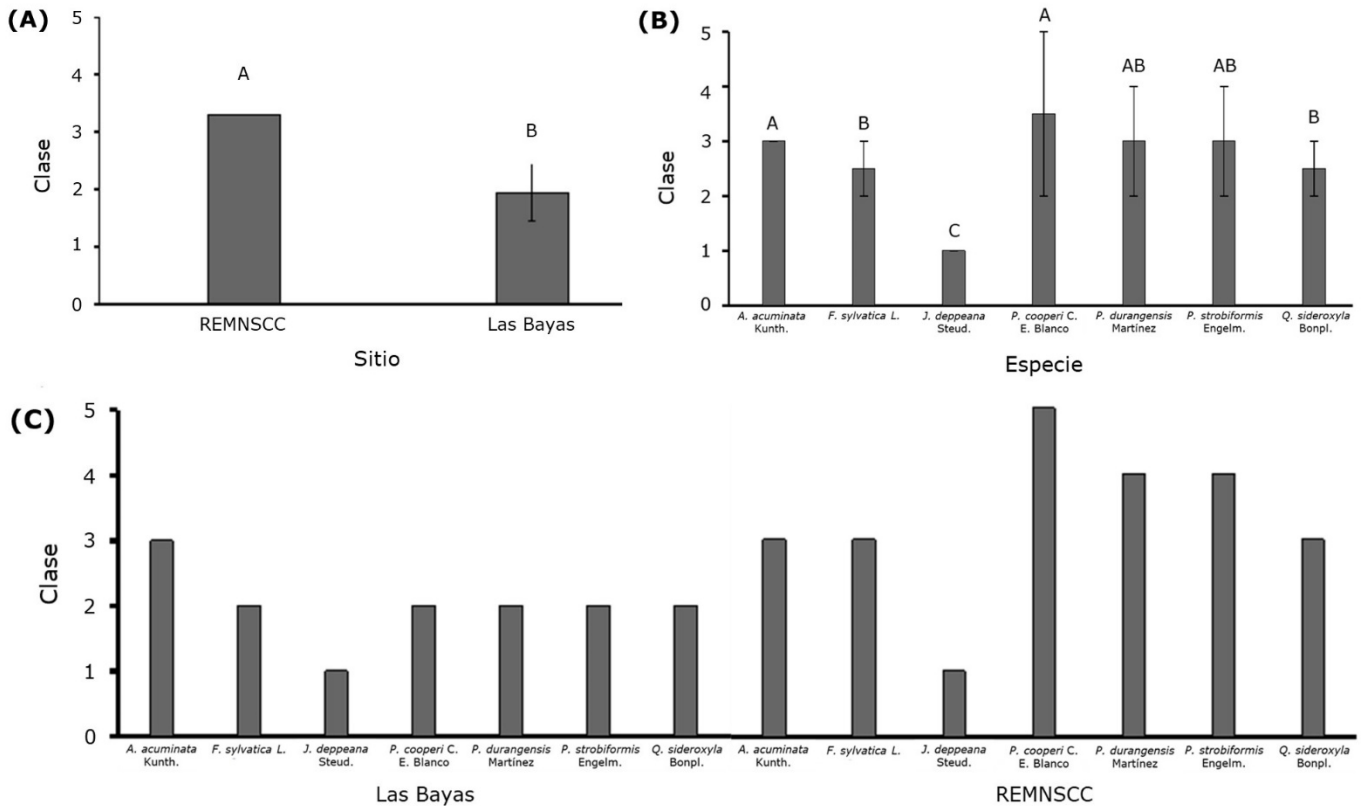 (A)
5
4
3
2
1
0
Clase
A
B
REMNSCC Las Bayas
Sitio
(B)
5
4
3
2
1
0
Clase
A
B
C
A
AB
AB
B
A. acuminata Kunth.
F. sylvatica L.
J. deppeana Steud.
P. cooperi C. E. Blanco
P. durangensis Martínez
P. strobiformis Engelm.
Q. sideroxyla Bonpl.
Especie
(C)
5
4
3
2
1
0
Clase
A. acuminata Kunth.
F. sylvatica L.
J. deppeana Steud.
P. cooperi C. E. Blanco
P. durangensis Martínez
P. strobiformis Engelm.
Q. sideroxyla Bonpl.
Las Bayas
A. acuminata Kunth.
F. sylvatica L.
J. deppeana Steud.
P. cooperi C. E. Blanco
P. durangensis Martínez
P. strobiformis Engelm.
Q. sideroxyla Bonpl.
REMNSCC